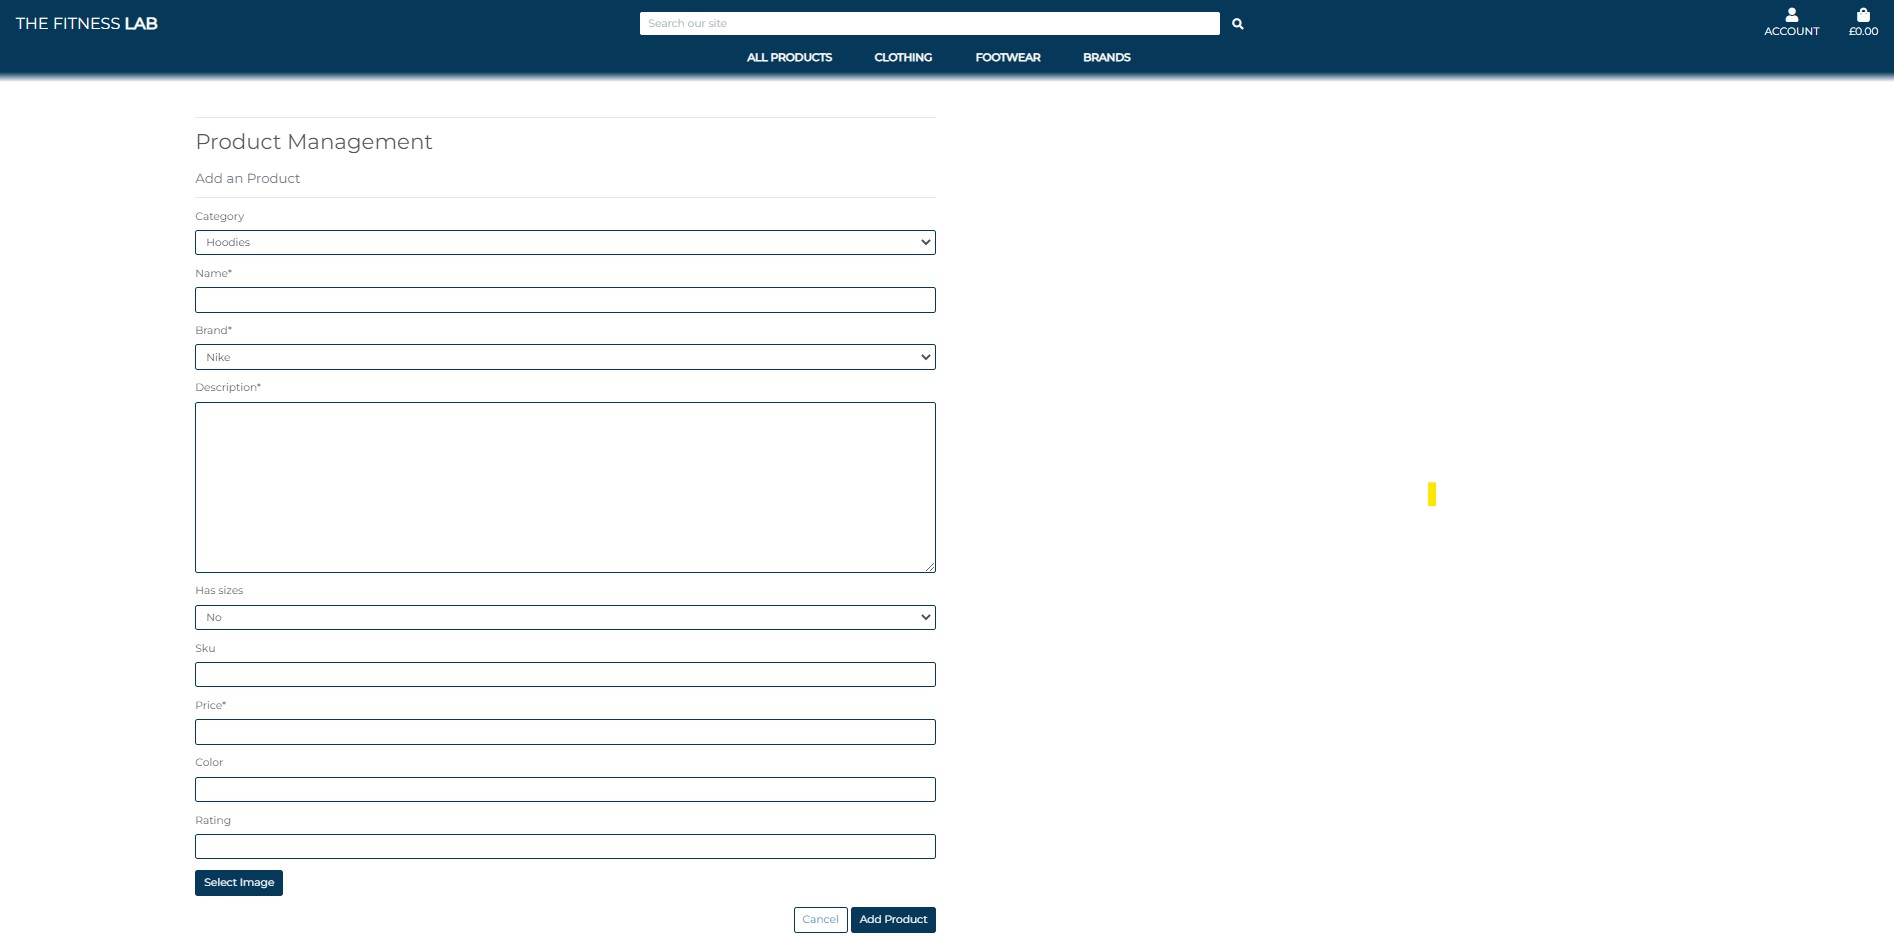 THE FITNESS LAB
Search our site
ACCOUNT
£0.00
ALL PRODUCTS CLOTHING FOOTWEAR BRANDS
Product Management
Add an Product
Category
Hoodies
Name*
Brand*
Nike
Description*
Has sizes
No
Sku
Price*
Color
Rating
Select Image
Cancel Add Product